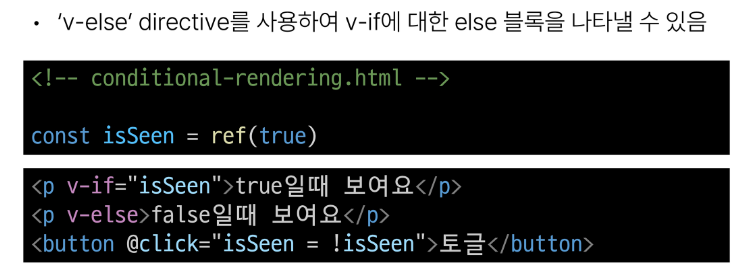 • ‘v-else’ directive를 사용하여 v-if에 대한 else 블록을 나타낼 수 있음
<!-- conditional-rendering.html -->
const isSeen = ref(true)
<p v-if="isSeen">true일때 보여요</p>
<p v-else>false일때 보여요</p>
<button @click="isSeen = !isSeen">토글</button>